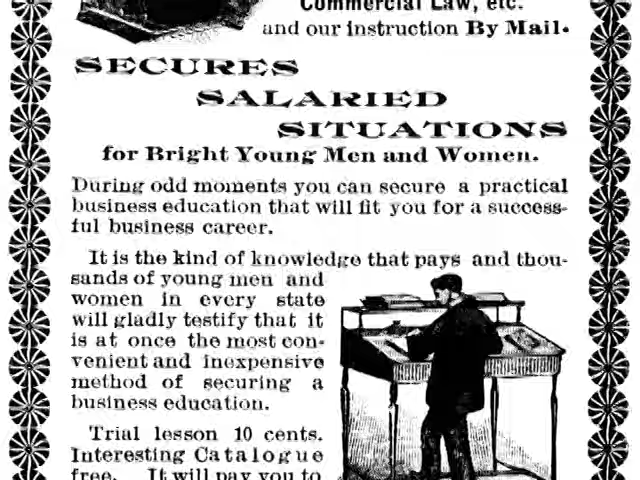 Commercial Law, etc.
and our instruction By Mail.
SECURES
SALARIED
SITUATIONS
for Bright Young Men and Women.
During odd moments you can secure a practical
business education that will fit you for a success-
ful business career.
It is the kind of knowledge that pays and thou-
sands of young men and
women in every state
will gladly testify that it
is at once the most con-
venient and inexpensive
method of securing a
business education.
Trial lesson 10 cents.
Interesting Catalogue
free. It will pay you to